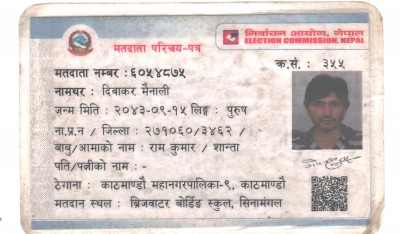 निर्वाचन आयोग, नेपाल
ELECTION COMMISSION, NEPAL
मतदाता परिचय-पत्र
मतदाता नम्बर : ६०५४८७५
क्र.सं. : ३५५
नामथर : दिवाकर मैनाली
जन्म मिति : २०४३-०९-१५ लिङ्ग : पुरुष
ना.प्र.न / जिल्ला : २७१०६०/३४६२ /
बाबु/आमाको नाम : राम कुमार / शान्ता
पति/पत्नीको नाम : -
ठेगाना : काठमाण्डौ महानगरपालिका-९, काठमाण्डौ
मतदान स्थल : ब्रिजवाटर बोर्डिङ स्कुल, सिनामंगल